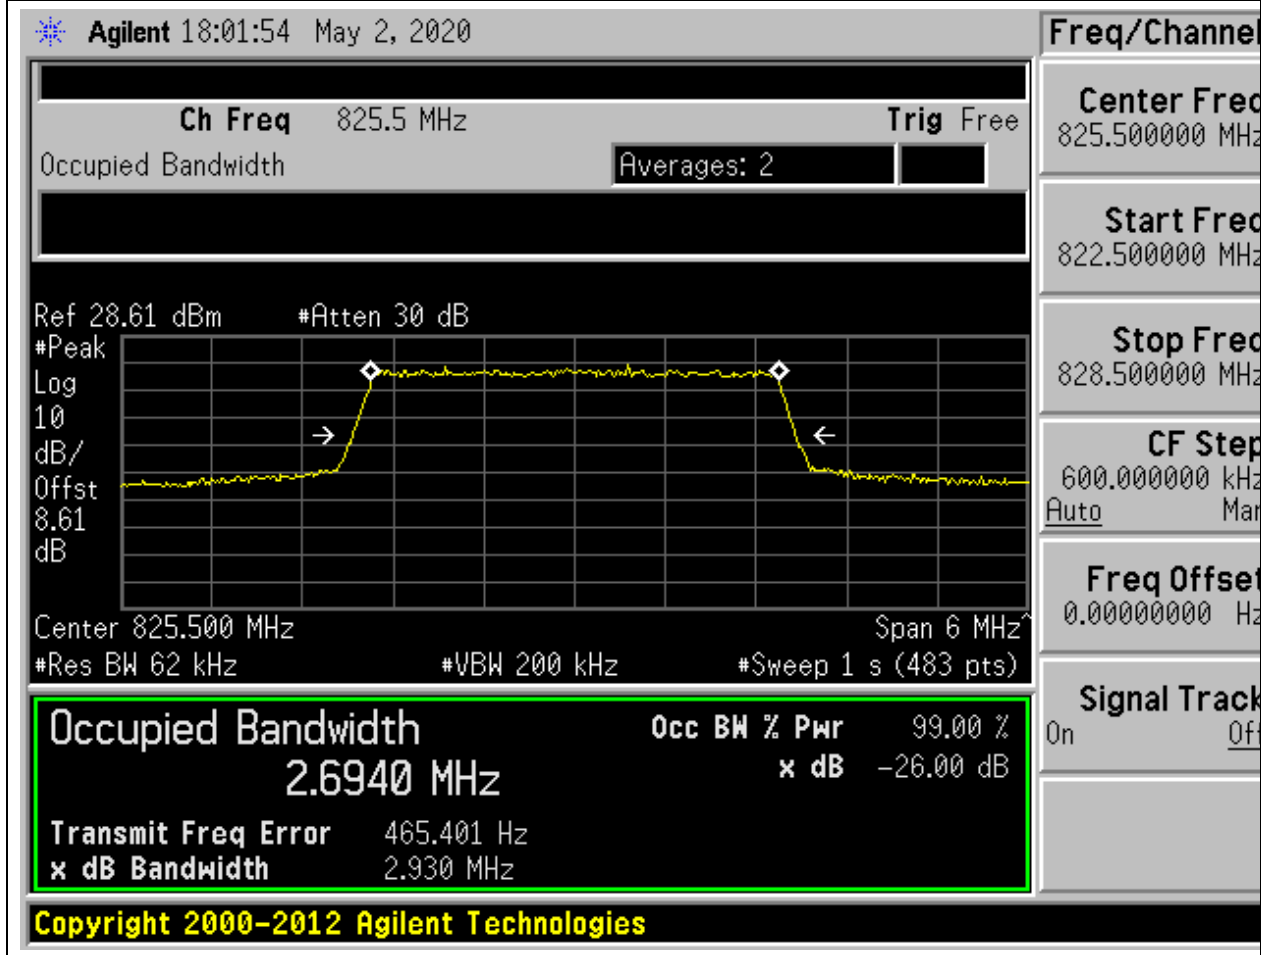 Agilent 18:01:54 May 2, 2020
Ch Freq 825.5 MHz Trig Free
Occupied Bandwidth Averages: 2
Ref 28.61 dBm #Atten 30 dB
#Peak
Log
10
dB/
Offst
8.61
dB
Center 825.500 MHz Span 6 MHz^
#Res BW 62 kHz #VBW 200 kHz #Sweep 1 s (483 pts)
Occupied Bandwidth Occ BW % Pwr 99.00 %
2.6940 MHz x dB -26.00 dB
Transmit Freq Error 465.401 Hz
x dB Bandwidth 2.930 MHz
Copyright 2000-2012 Agilent Technologies
Freq/Channel
Center Freq
825.500000 MHz
Start Freq
822.500000 MHz
Stop Freq
828.500000 MHz
CF Step
600.000000 kHz
Auto Man
Freq Offset
0.00000000 Hz
Signal Track
On Off